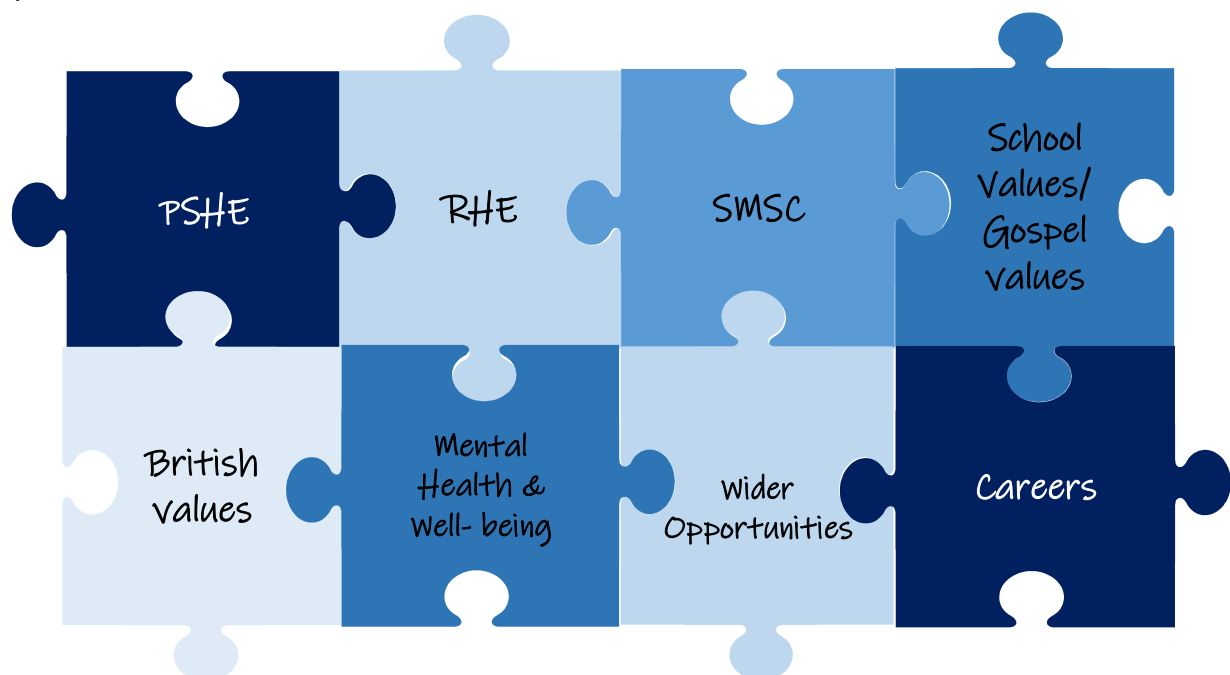 PSHE
RHE
SMSC
School
Values/
Gospel
values
British
values
Mental
Health &
Well- being
Wider
Opportunities
Careers